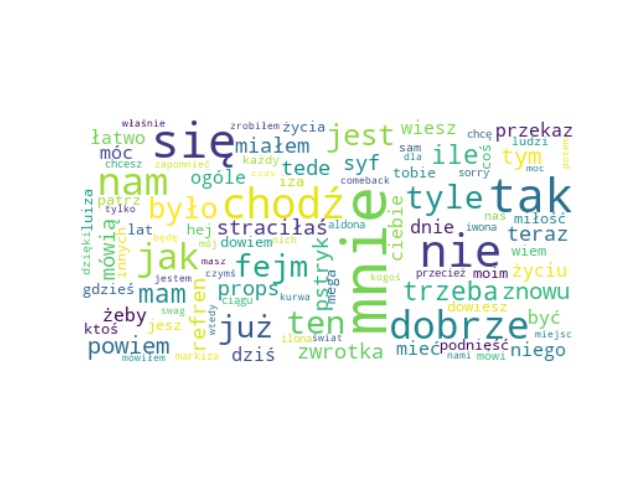 właśnie
zrobiłem życia
jest
wiesz
chcę przekaz
łatwo
się
miałem
ludzi
potem
móc
sam
ile
coś
tym
chcesz zapomnieć każdy
tede syf
dla
moc
nam
ogóle
czas
iza
comeback
tobie
sorry
patrz
było
chodź
mnie
tyle
tak
tylko
luiza
dzięki
lat
hej straciłaś aldona
ciebie
dnie
iwona
nas
miłość
teraz
mówią
innych
będę
mój
dowiem nich
nie
wiem
jak
masz
fejm
pstryk
mega
kogoś
przecież moim życiu
jestem
czymś
gdzieś mam
refren
props
ciągu
kurwa
trzeba znowu
dowiesz
żeby
swag
wtedy
ktoś
jesz
już
ten
dobrze
być
powiem
ilona świat
miejsc
mówiłem
markiza
dziś
zwrotka
mieć podnieść
nami mówi niego